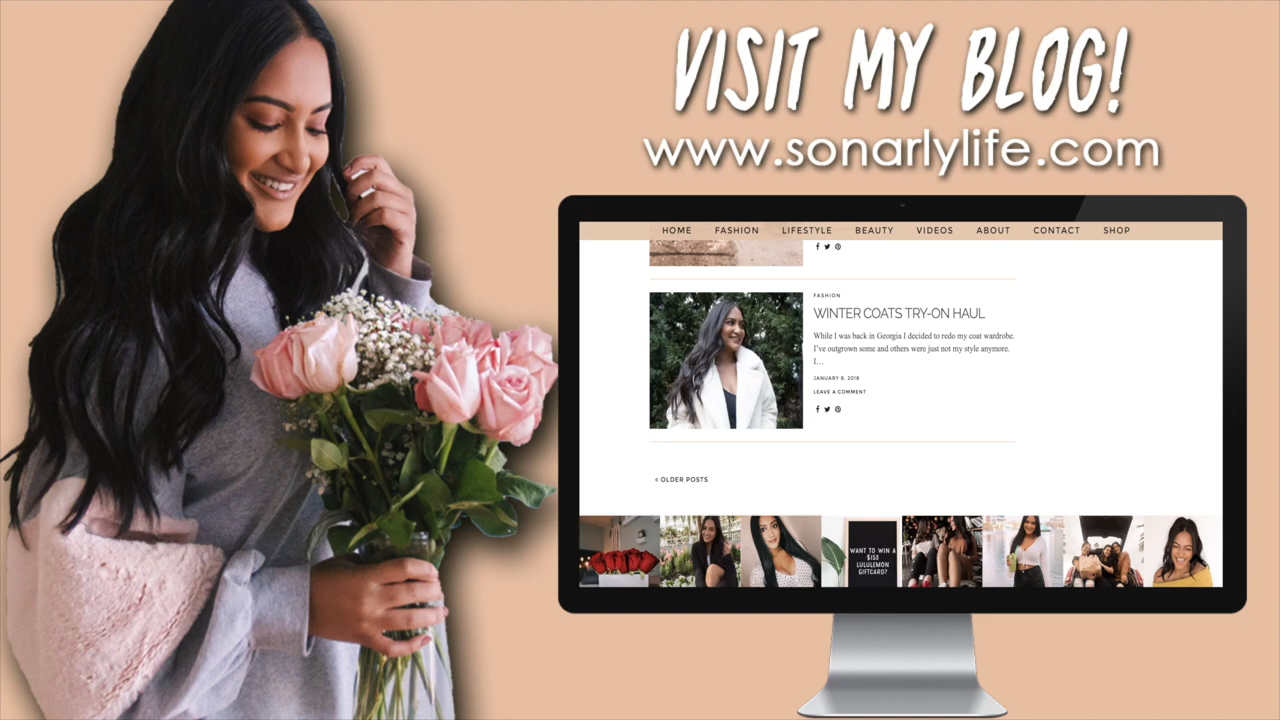 VISIT MY BLOG!
www.sonarlylife.com
HOME FASHION LIFESTYLE BEAUTY VIDEOS ABOUT CONTACT SHOP
FASHION
WINTER COATS TRY-ON HAUL
While I was back in Georgia I decided to redo my coat wardrobe.
I've outgrown some and others were just not my style anymore.
I…
JANUARY 8, 2018
LEAVE A COMMENT
< OLDER POSTS
WANT TO WIN A
$150
LULULEMON
GIFTCARD?